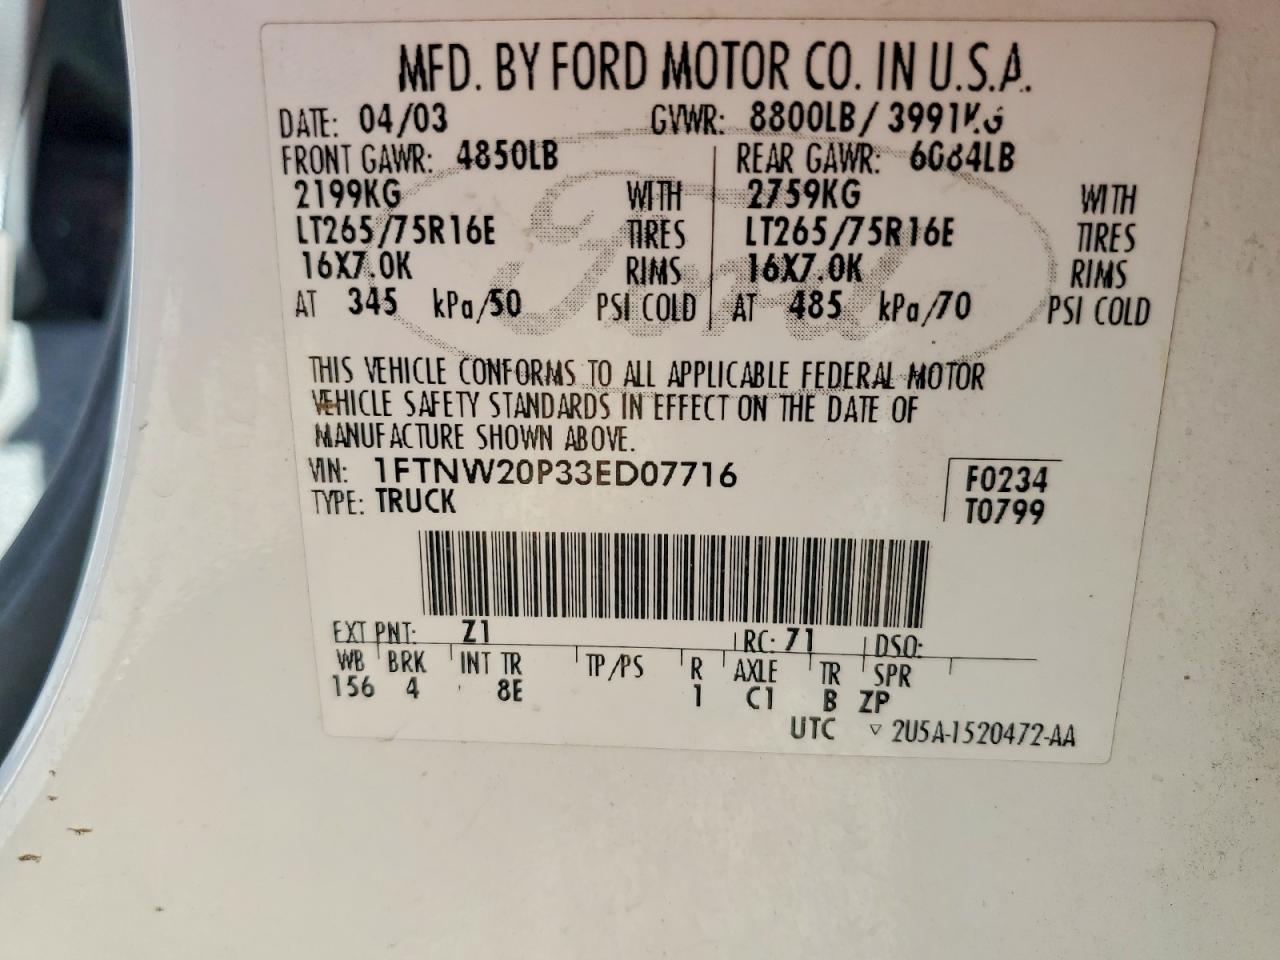 MFD. BY FORD MOTOR CO. IN U.S.A.
DATE: 04/03 GVWR: 8800LB/ 3991KG
FRONT GAWR: 4850LB REAR GAWR: 6084LB
2199KG WITH 2759KG WITH
LT265/75R16E TIRES LT265/75R16E TIRES
16X7.0K RIMS 16X7.0K RIMS
AT 345 kPa/50 PSI COLD AT 485 kPa/70 PSI COLD
Ford
THIS VEHICLE CONFORMS TO ALL APPLICABLE FEDERAL MOTOR
VEHICLE SAFETY STANDARDS IN EFFECT ON THE DATE OF
MANUFACTURE SHOWN ABOVE.
VIN: 1FTNW20P33ED07716 F0234
TYPE: TRUCK T0799
EXT PNT: Z1 RC: 71 DSO:
WB BRK INT TR TP/PS R AXLE TR SPR
156 4 8E 1 C1 B ZP
UTC ▽ 2U5A-1520472-AA